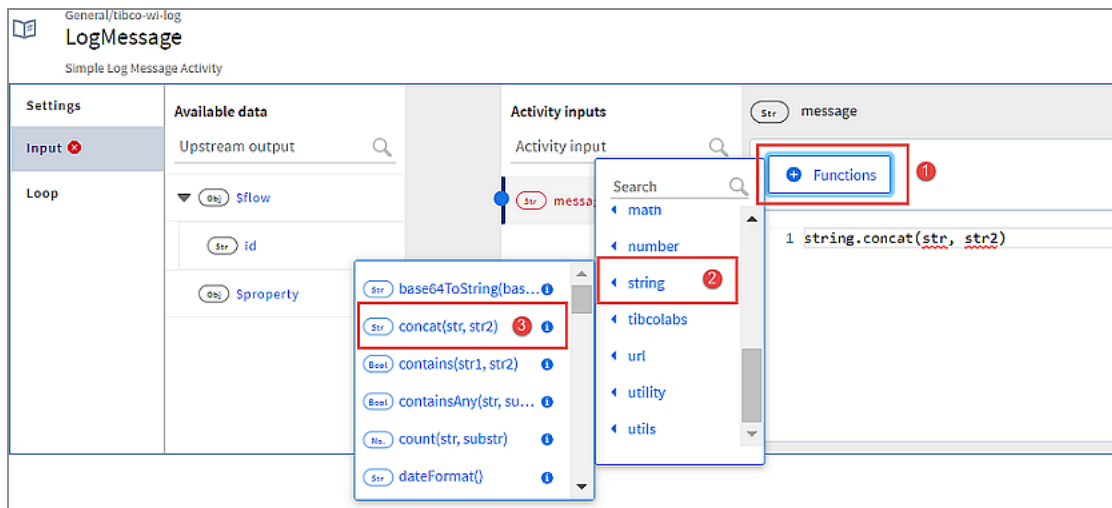 General/tibco-wi-log
LogMessage
Simple Log Message Activity
Settings
Input
Loop
Available data
Upstream output
Obj $flow
Str id
Obj $property
Activity inputs
Activity input
Str messa
Str message
Functions 1
1 string.concat(str, str2)
Search
math
number
string 2
tibcolabs
url
utility
utils
Str base64ToString(bas...
Str concat(str, str2) 3
Bool contains(str1, str2)
Bool containsAny(str, su...
No. count(str, substr)
Str dateFormat()